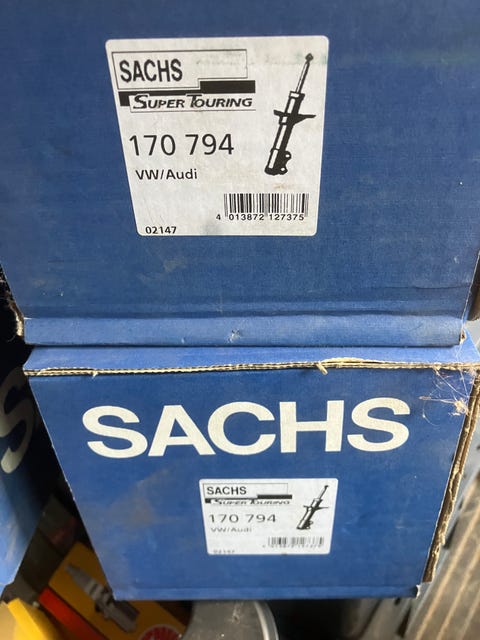 SACHS
SUPER TOURING
170 794
VW/Audi
4 013872 127375
02147
SACHS
SACHS
SUPER TOURING
170 794
VW/Audi
02147